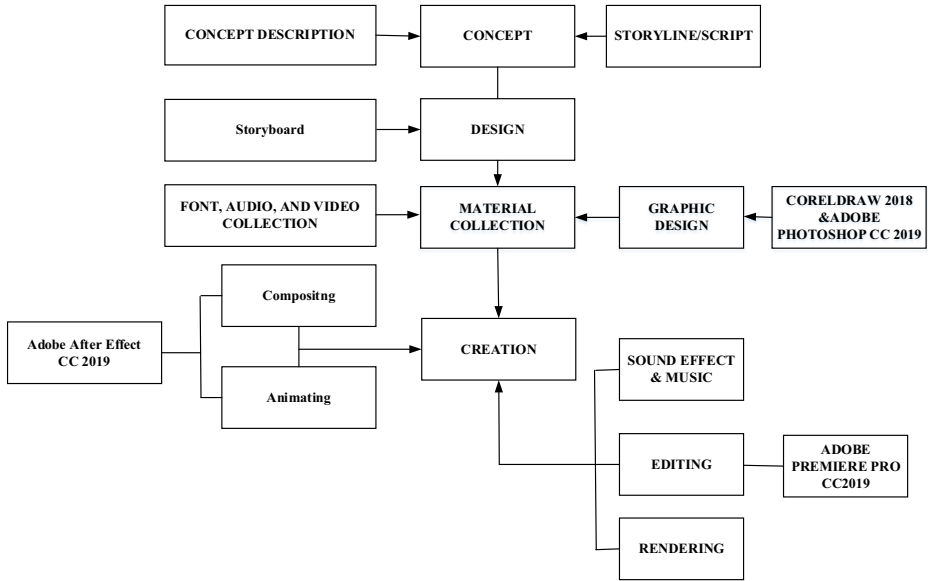 CONCEPT DESCRIPTION
CONCEPT
STORYLINE/SCRIPT
Storyboard
DESIGN
FONT, AUDIO, AND VIDEO
COLLECTION
MATERIAL
COLLECTION
GRAPHIC
DESIGN
CORELDRAW 2018
&ADOBE
PHOTOSHOP CC 2019
Compositng
Adobe After Effect
CC 2019
Animating
CREATION
SOUND EFFECT
& MUSIC
EDITING
ADOBE
PREMIERE PRO
CC2019
RENDERING